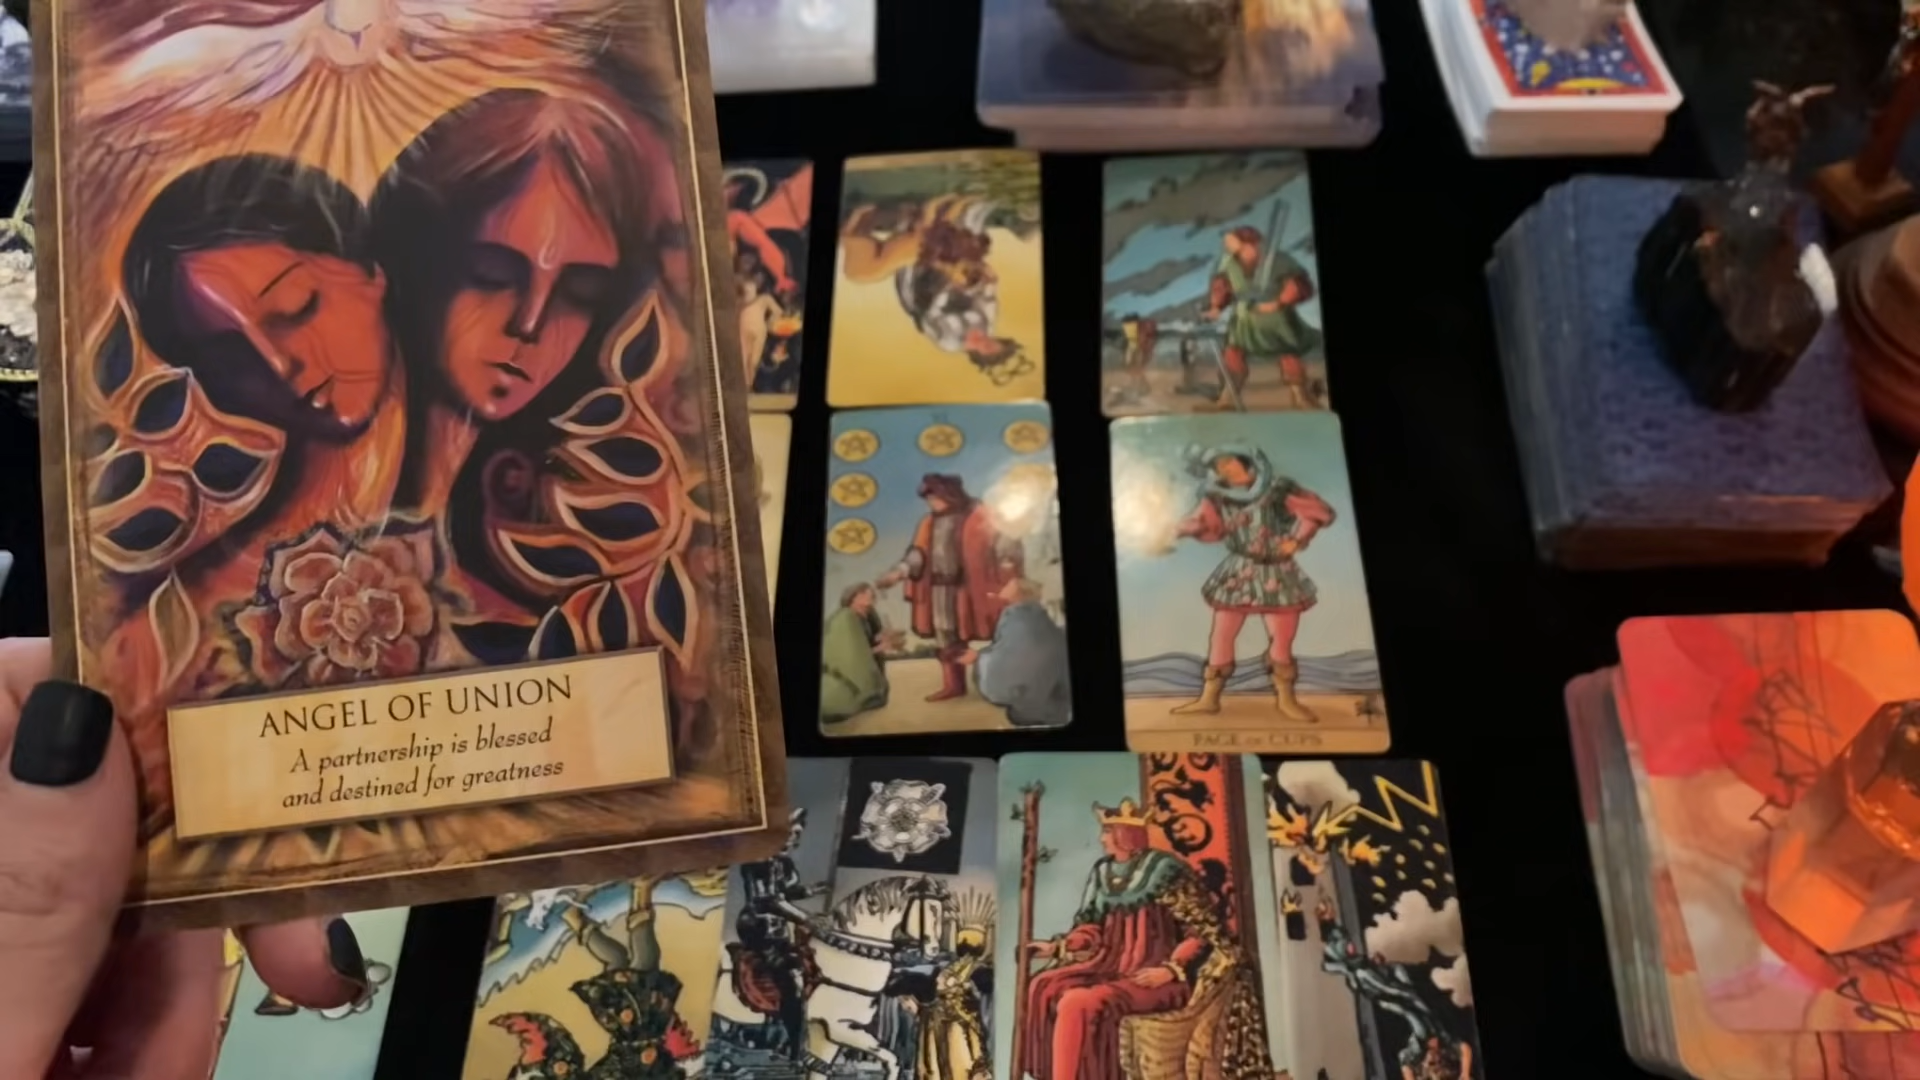 ANGEL OF UNION
A partnership is blessed
and destined for greatness
PAGE OF CUPS